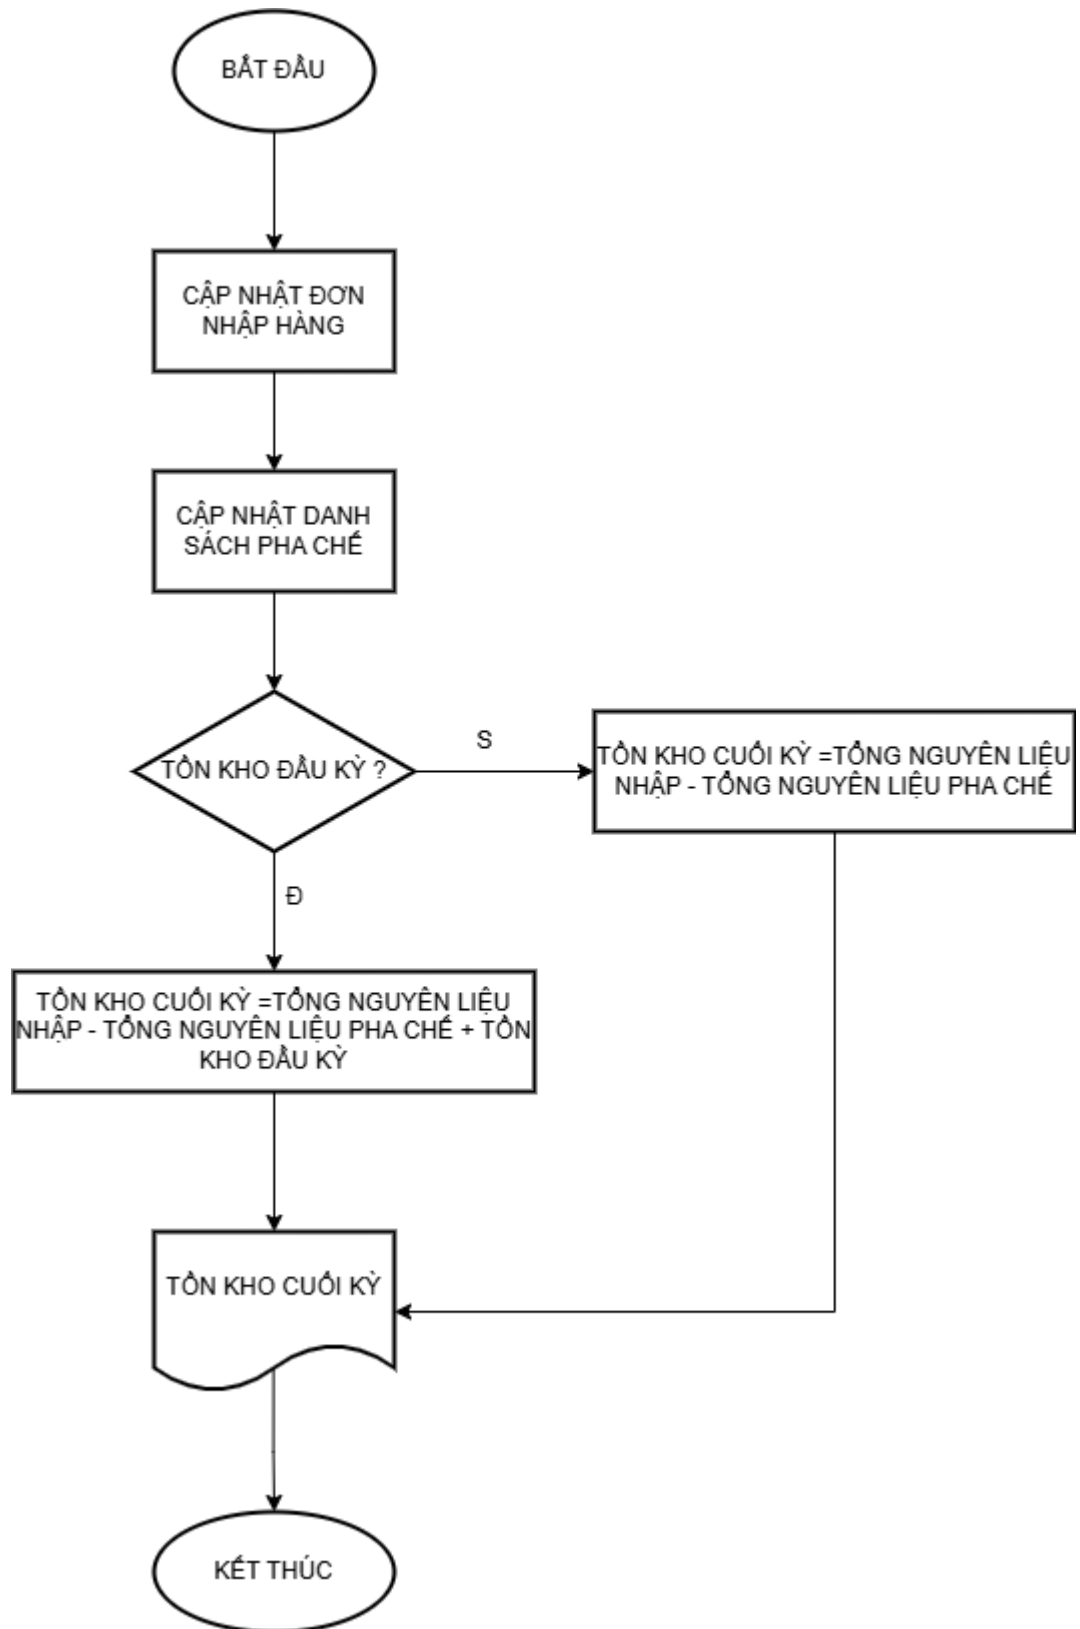 BẮT ĐẦU
CẬP NHẬT ĐƠN
NHẬP HÀNG
CẬP NHẬT DANH
SÁCH PHA CHẾ
TỒN KHO ĐẦU KỲ ?
S
TỒN KHO CUỐI KỲ =TỔNG NGUYÊN LIỆU
NHẬP - TỔNG NGUYÊN LIỆU PHA CHẾ
Đ
TỒN KHO CUỐI KỲ =TỔNG NGUYÊN LIỆU
NHẬP - TỔNG NGUYÊN LIỆU PHA CHẾ + TỒN
KHO ĐẦU KỲ
TỒN KHO CUỐI KỲ
KẾT THÚC